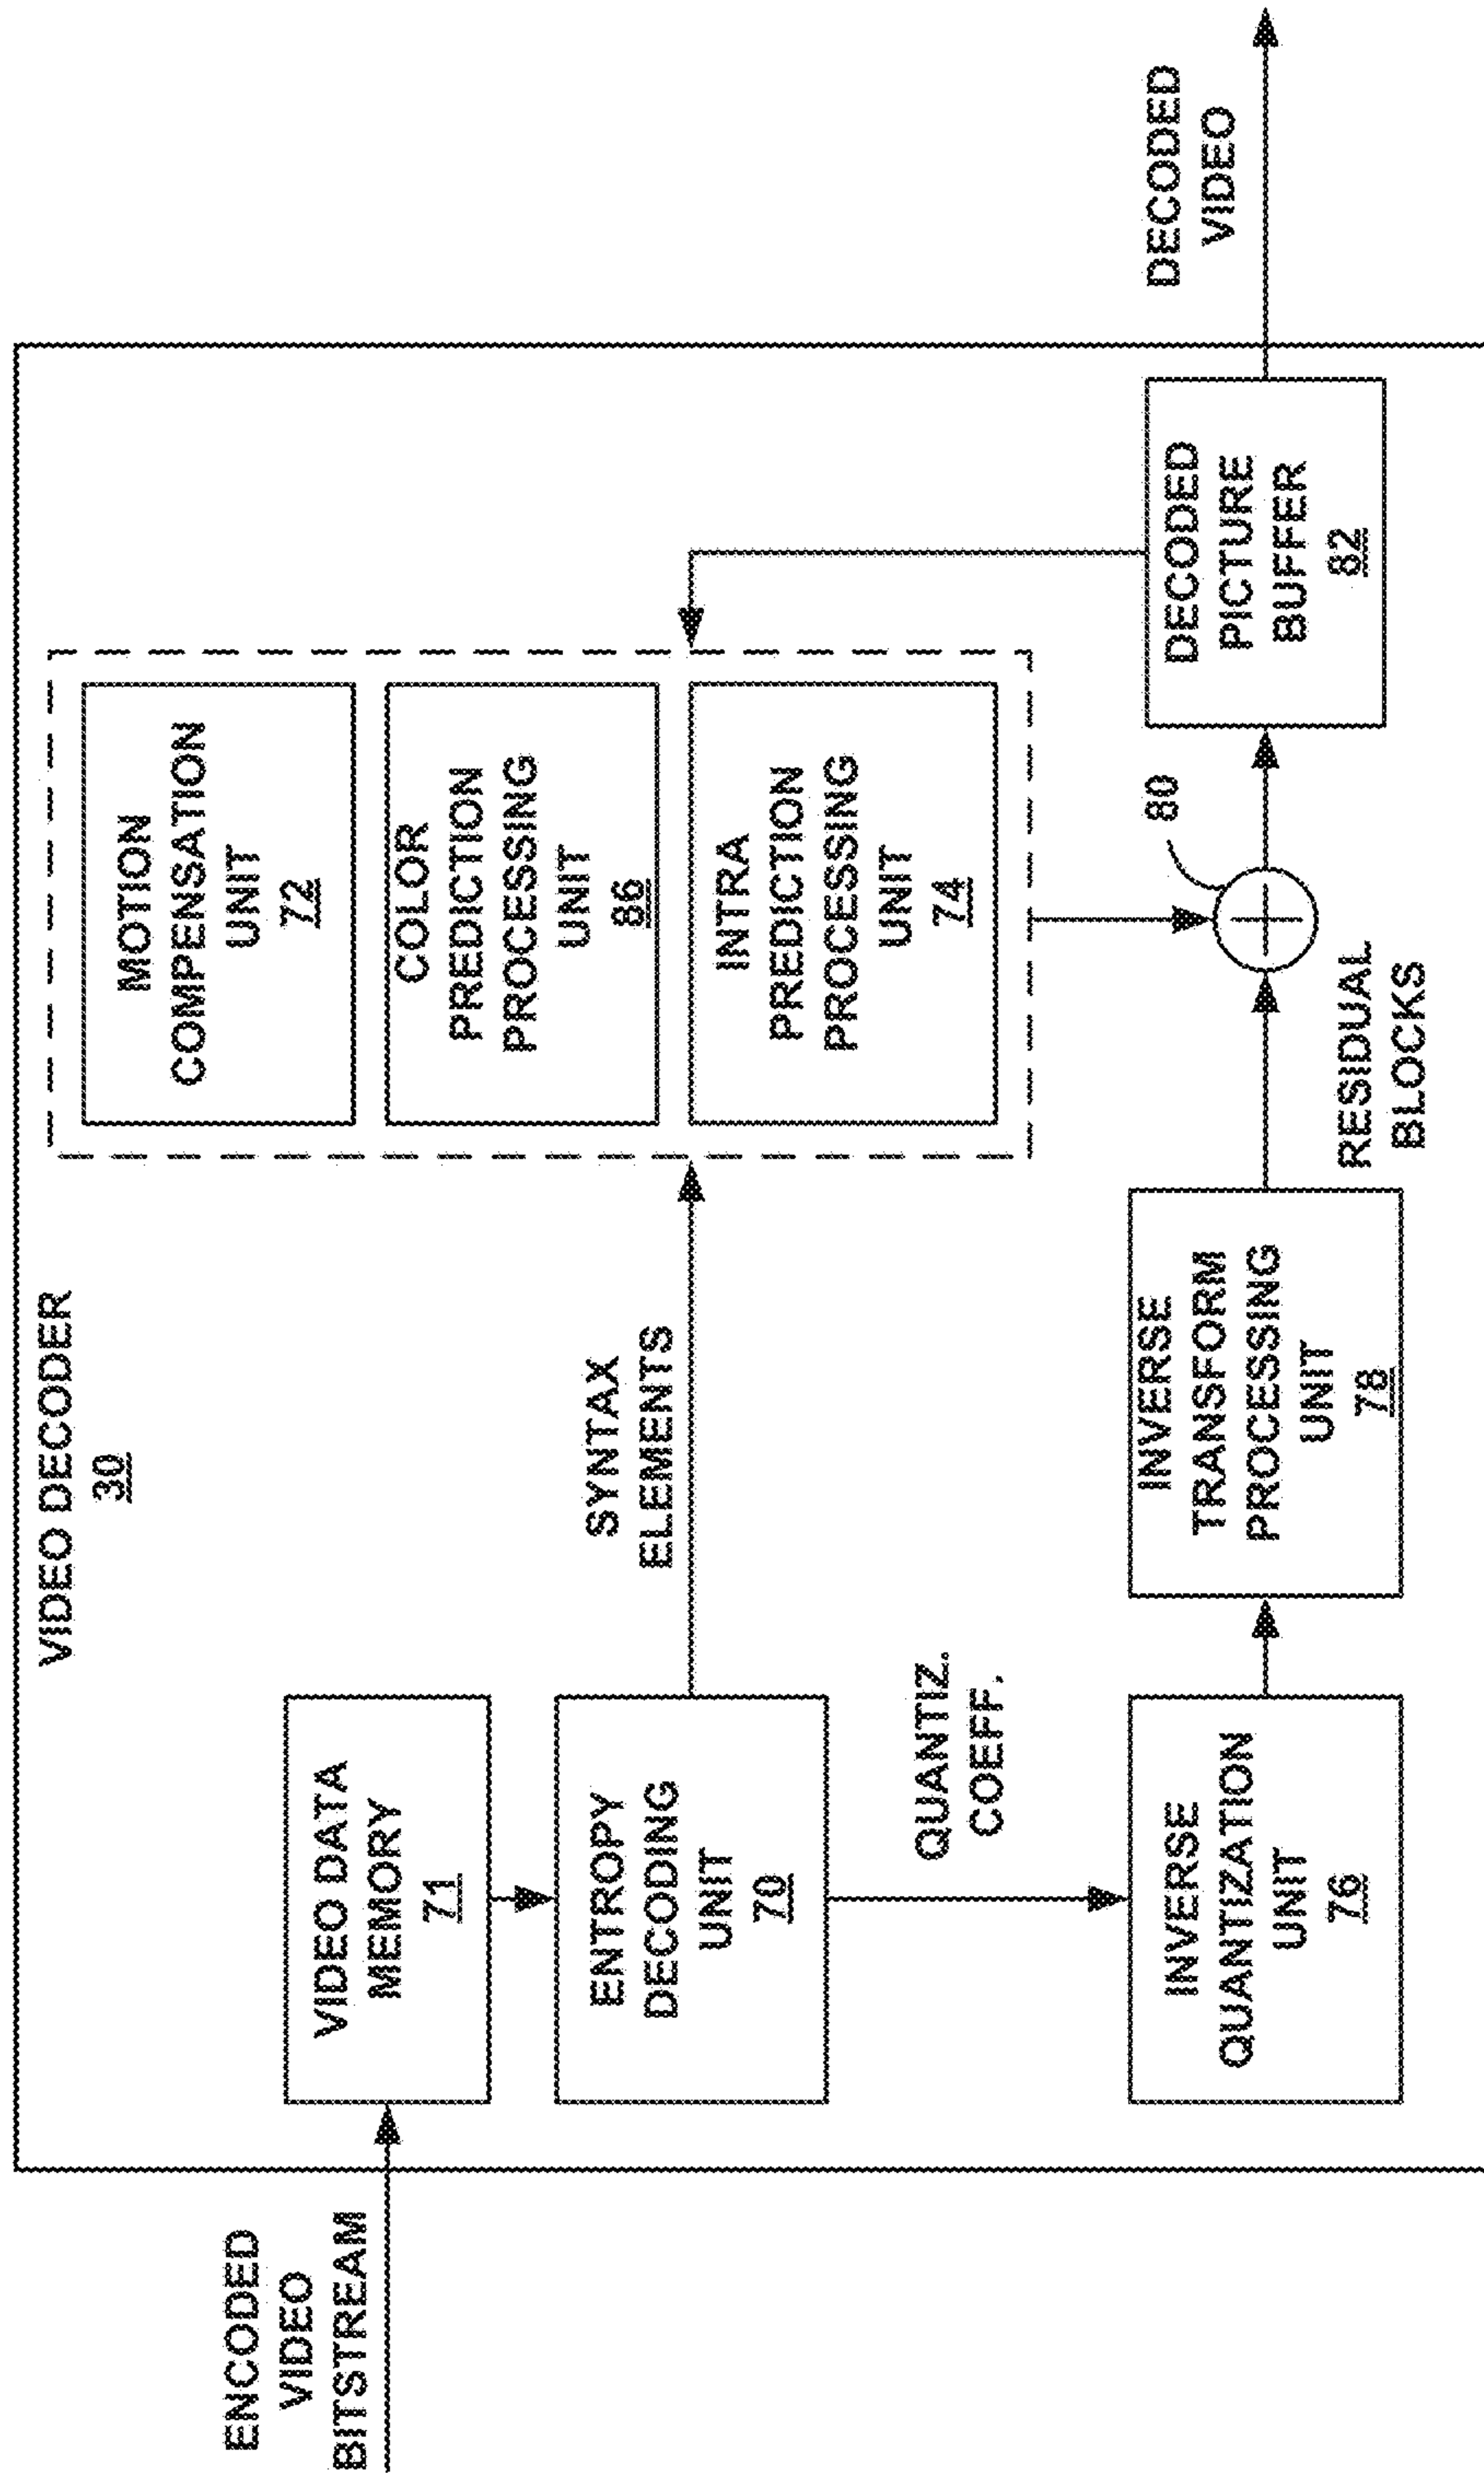 VIDEO DECODER
30
ENCODED
VIDEO
BITSTREAM
VIDEO DATA
MEMORY
71
ENTROPY
DECODING
UNIT
70
SYNTAX
ELEMENTS
MOTION
COMPENSATION
UNIT
72
COLOR
PREDICTION
PROCESSING
UNIT
86
INTRA
PREDICTION
PROCESSING
UNIT
74
QUANTIZ.
COEFF.
INVERSE
QUANTIZATION
UNIT
76
INVERSE
TRANSFORM
PROCESSING
UNIT
78
RESIDUAL
BLOCKS
80
DECODED
PICTURE
BUFFER
82
DECODED
VIDEO